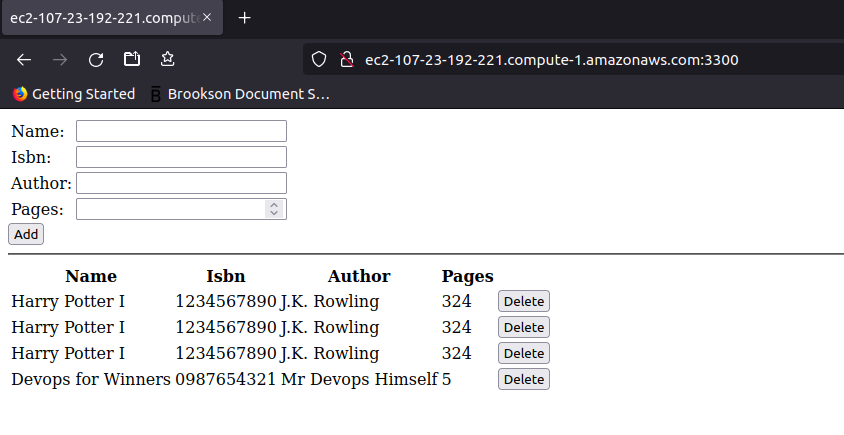 ec2-107-23-192-221.comput
ec2-107-23-192-221.compute-1.amazonaws.com:3300
Getting Started B Brookson Document S…
Name:
Isbn:
Author:
Pages:
Add
Name Isbn Author Pages
Harry Potter I 1234567890 J.K. Rowling 324 Delete
Harry Potter I 1234567890 J.K. Rowling 324 Delete
Harry Potter I 1234567890 J.K. Rowling 324 Delete
Devops for Winners 0987654321 Mr Devops Himself 5 Delete